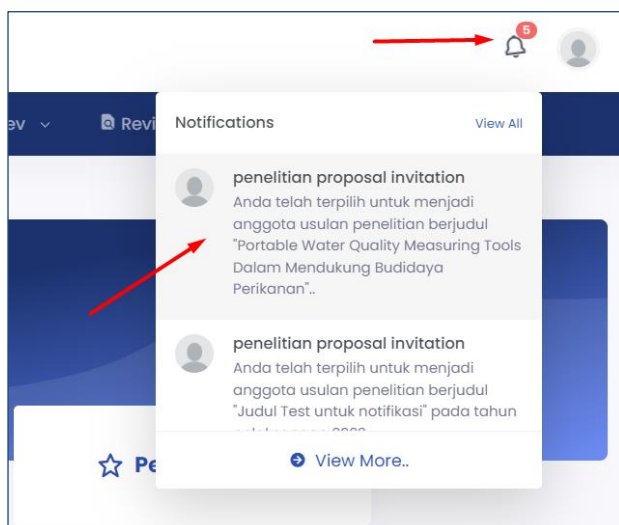 5
ev
Revi
Notifications
View All
penelitian proposal invitation
Anda telah terpilih untuk menjadi
anggota usulan penelitian berjudul
"Portable Water Quality Measuring Tools
Dalam Mendukung Budidaya
Perikanan"..
penelitian proposal invitation
Anda telah terpilih untuk menjadi
anggota usulan penelitian berjudul
"Judul Test untuk notifikasi" pada tahun
Pe
View More..